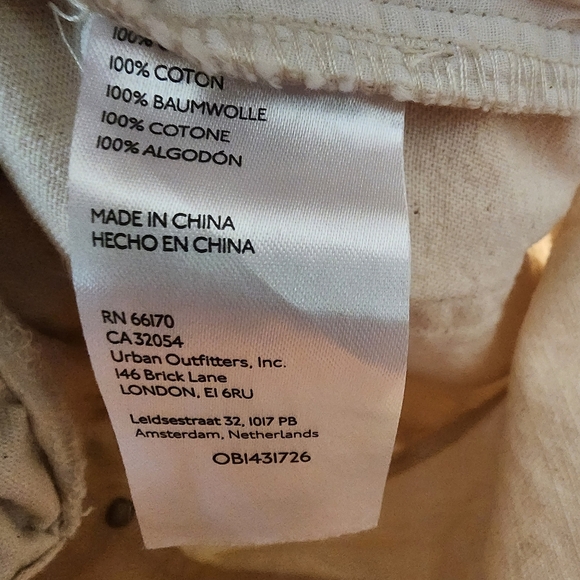 100%
100% COTON
100% BAUMWOLLE
100% COTONE
100% ALGODÓN
MADE IN CHINA
HECHO EN CHINA
RN 66170
CA 32054
Urban Outfitters, Inc.
146 Brick Lane
LONDON, E1 6RU
Leidsestraat 32, 1017 PB
Amsterdam, Netherlands
OB1431726